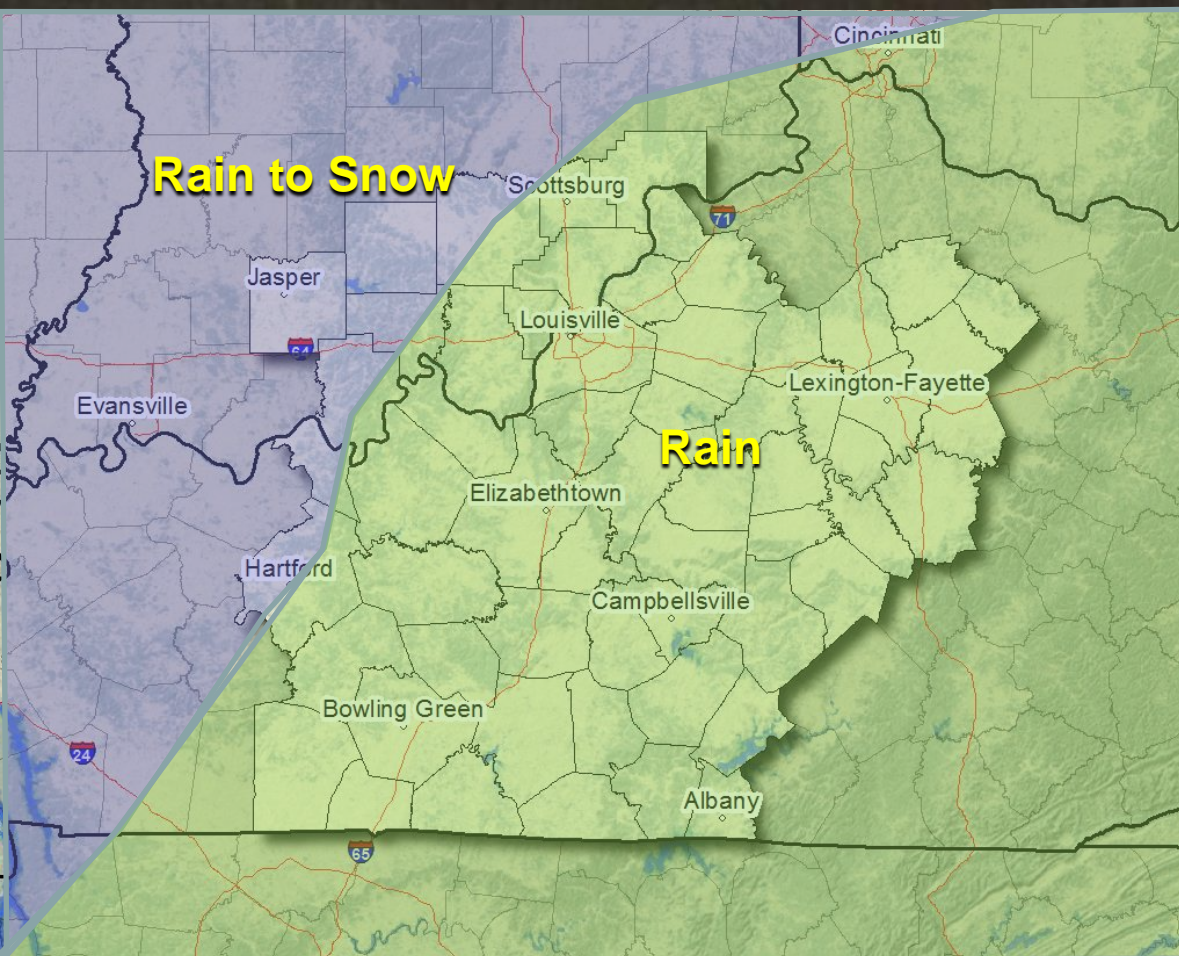 Cincinnati
Rain to Snow
Scottsburg
71
Jasper
Louisville
64
Lexington-Fayette
Evansville
Rain
Elizabethtown
Hartford
Campbellsville
Bowling Green
24
Albany
65